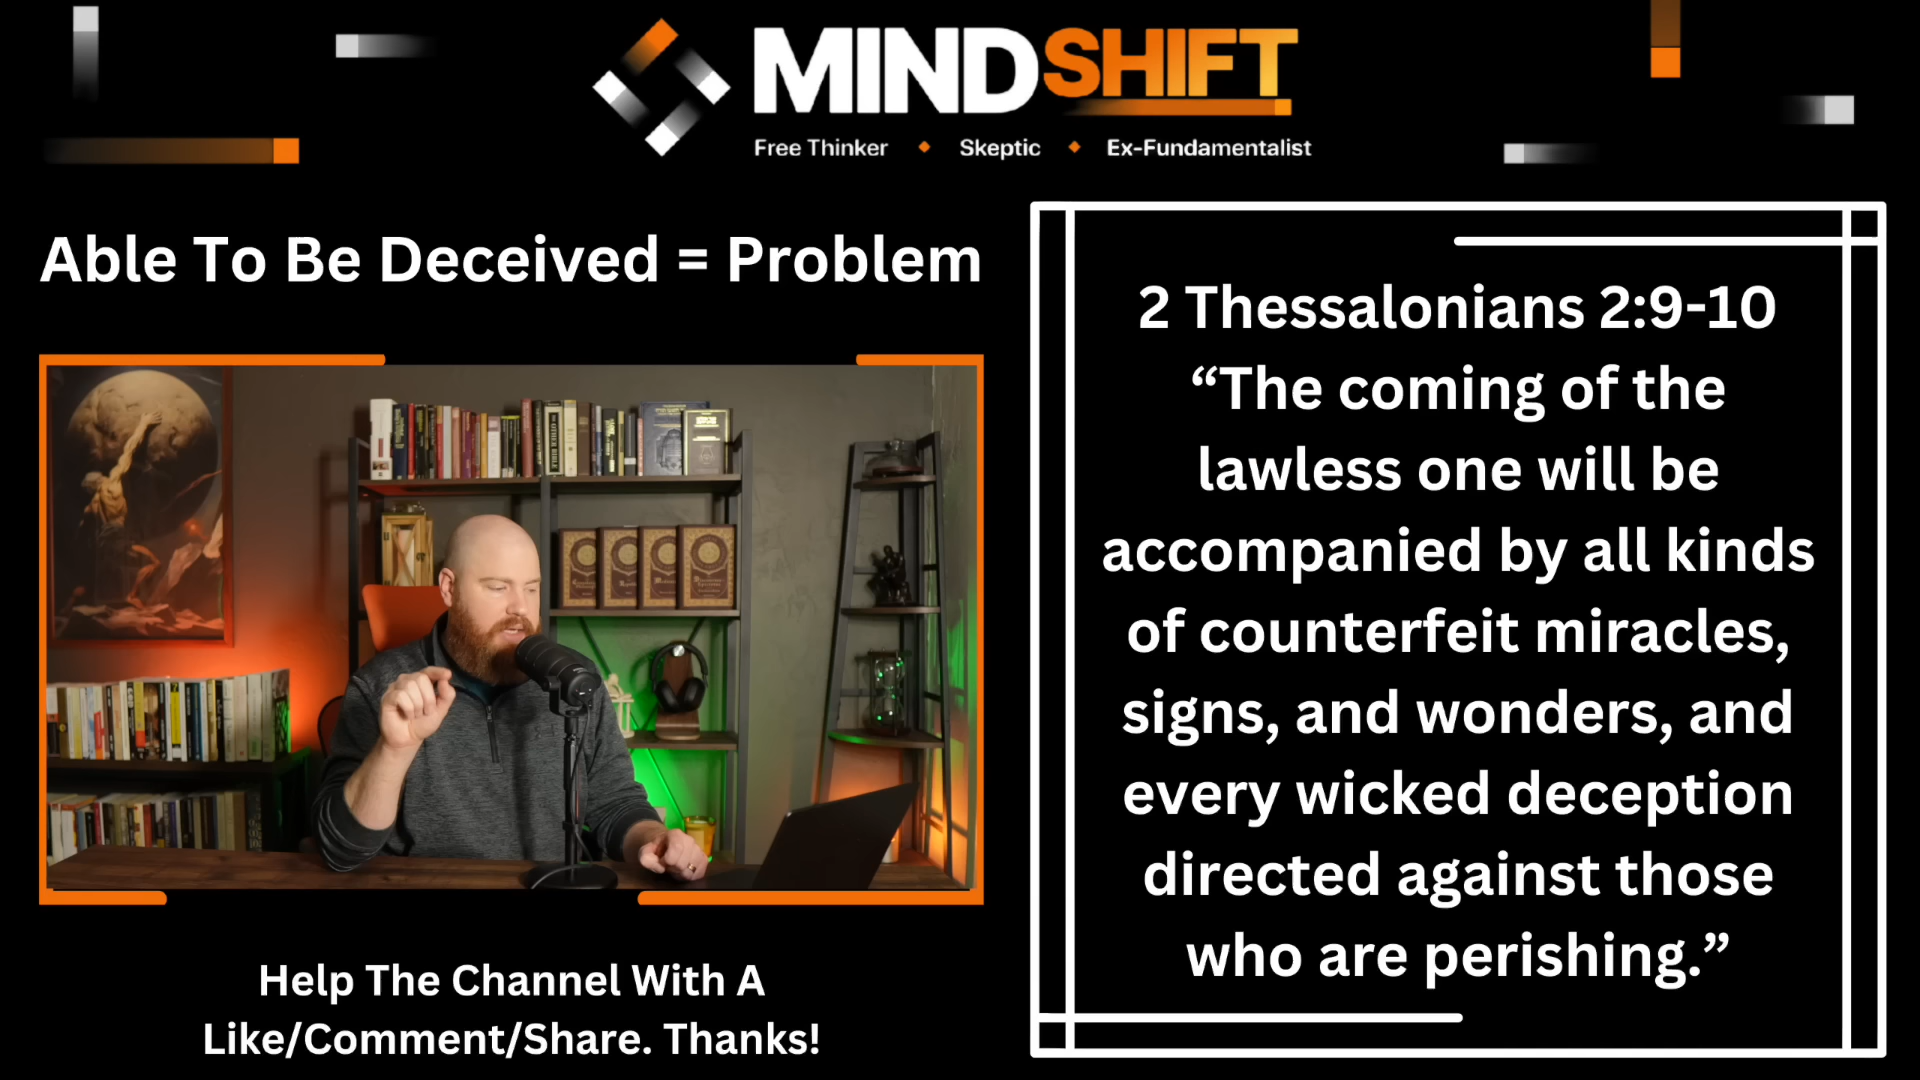 MINDSHIFT
Free Thinker ◆ Skeptic ◆ Ex-Fundamentalist
Able To Be Deceived = Problem
Help The Channel With A
Like/Comment/Share. Thanks!
2 Thessalonians 2:9-10
“The coming of the
lawless one will be
accompanied by all kinds
of counterfeit miracles,
signs, and wonders, and
every wicked deception
directed against those
who are perishing.”